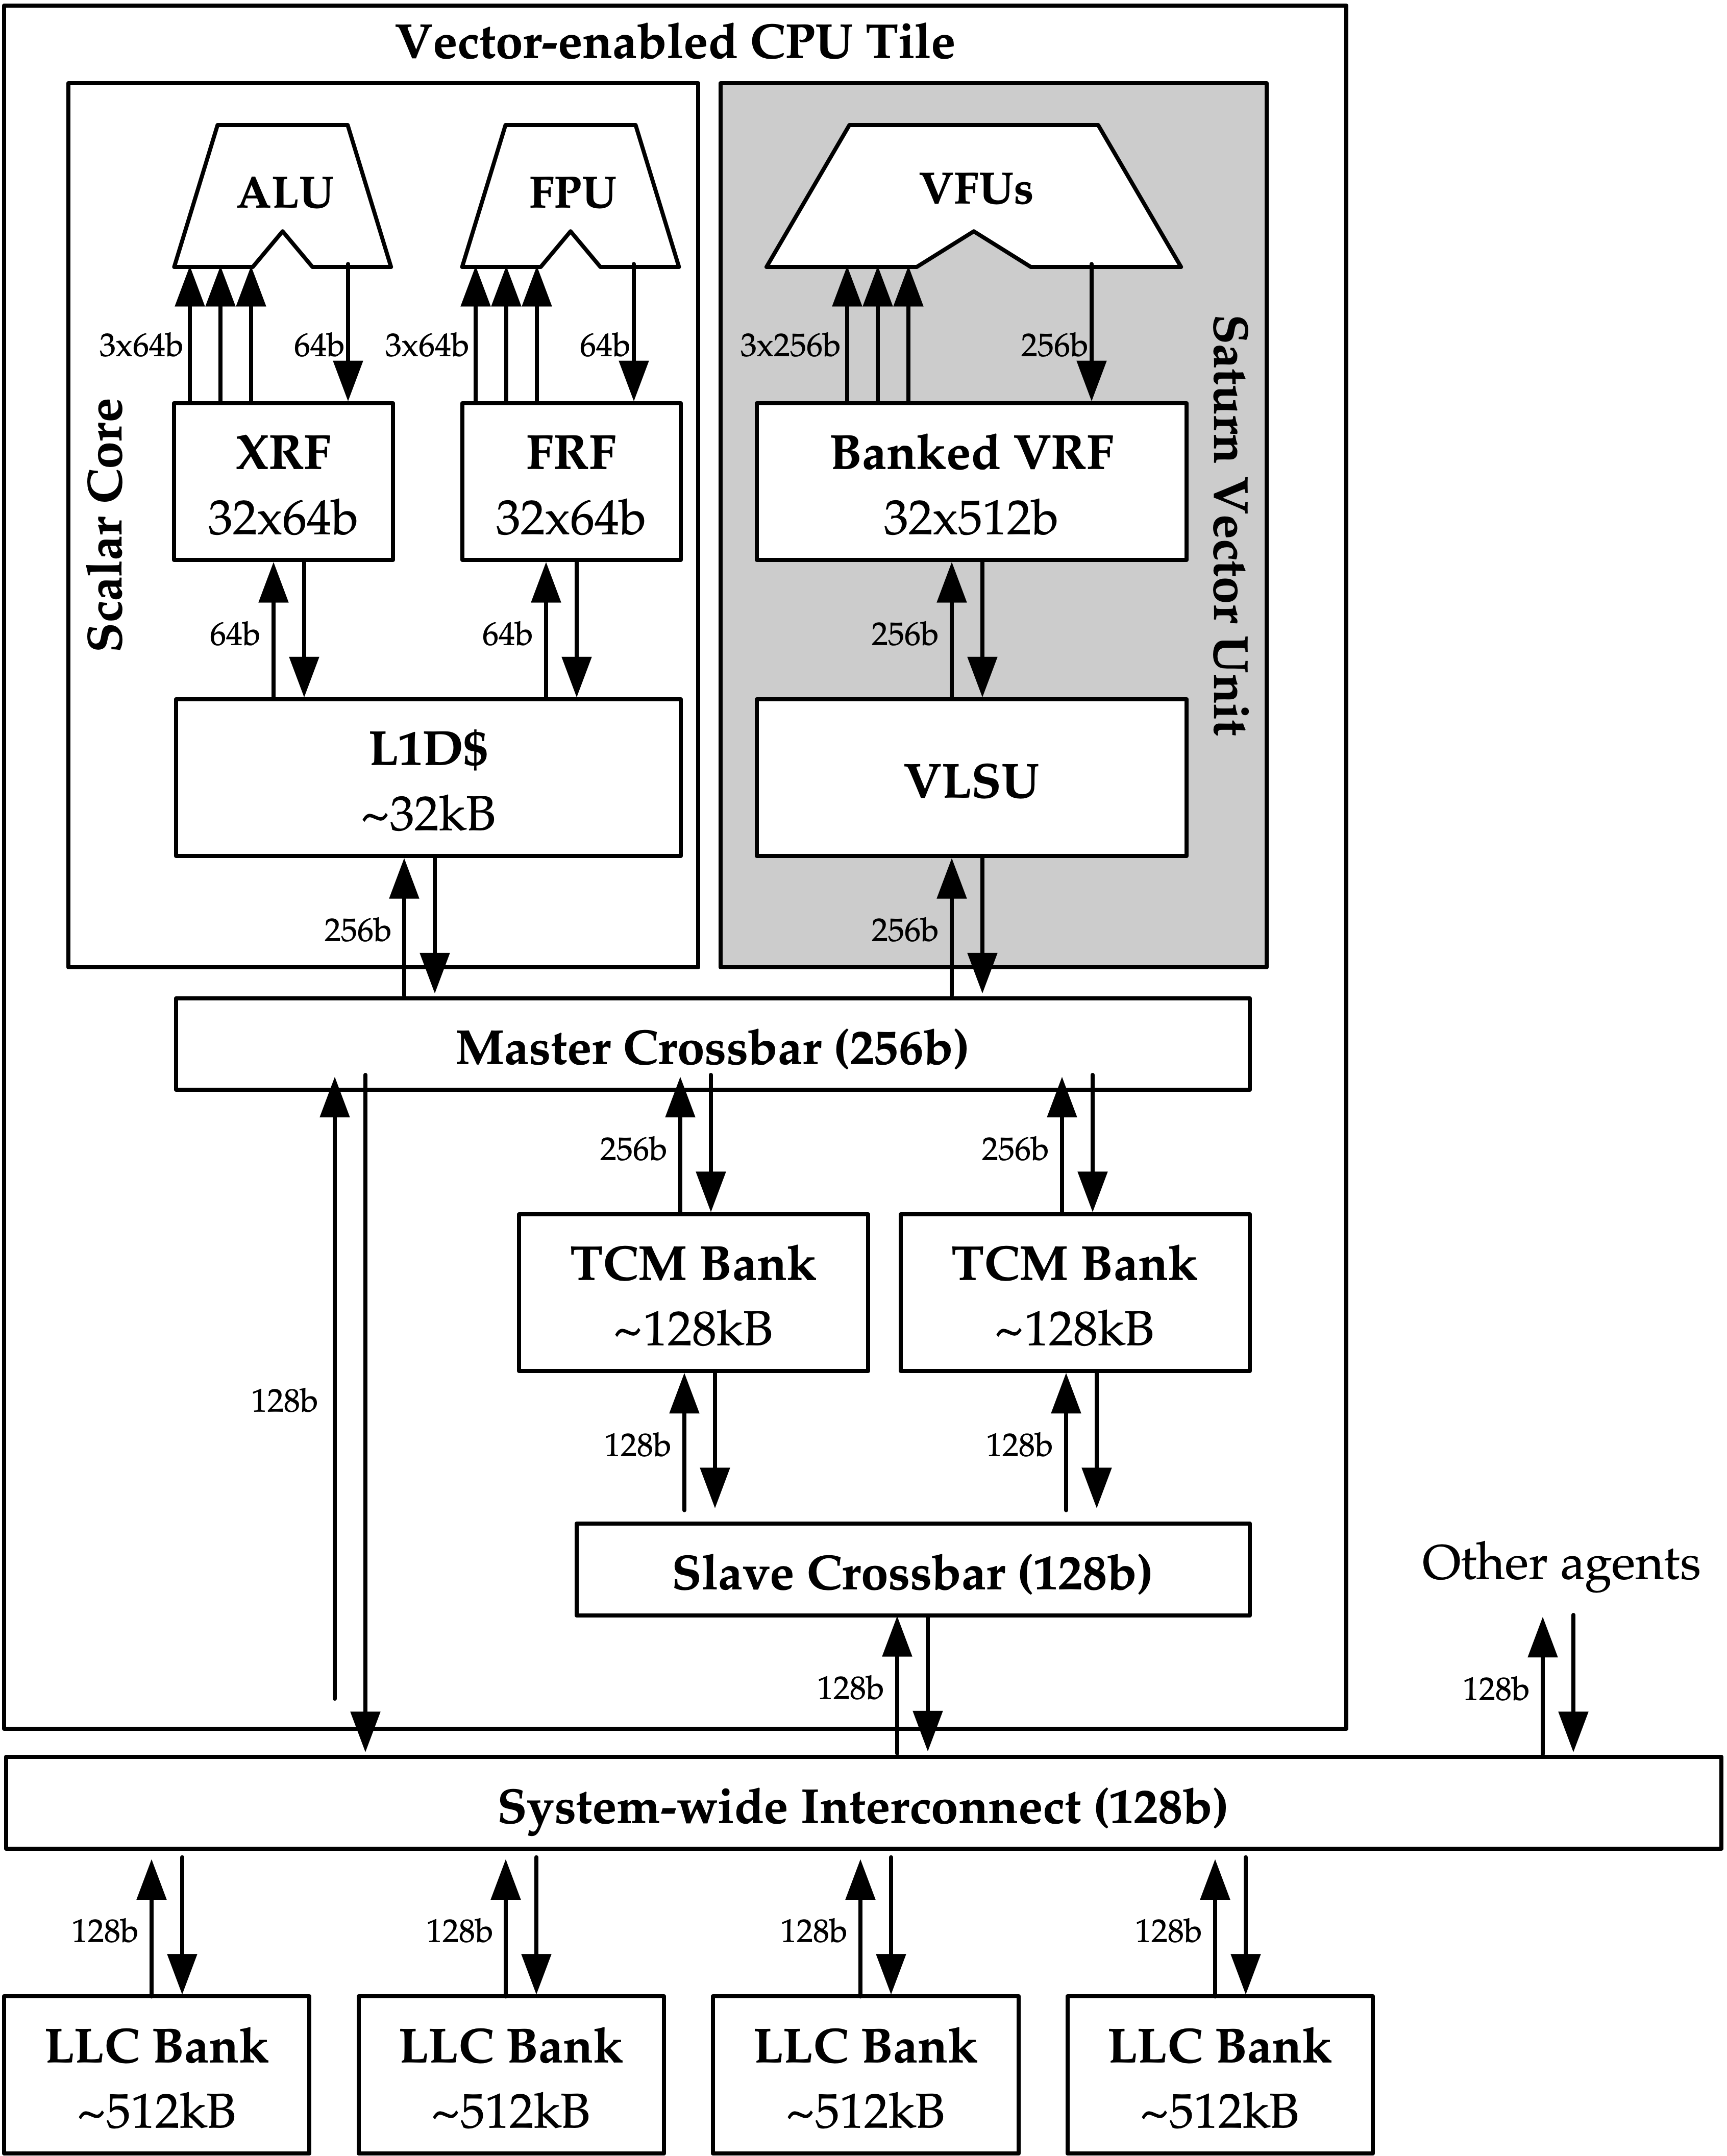 Vector-enabled CPU Tile
ALU
FPU
VFUs
3x64b
64b
3x64b
64b
3x256b
256b
Scalar Core
Saturn Vector Unit
XRF
32x64b
FRF
32x64b
Banked VRF
32x512b
64b
64b
256b
L1D$
~32kB
VLSU
256b
256b
Master Crossbar (256b)
256b
256b
TCM Bank
~128kB
TCM Bank
~128kB
128b
128b
128b
Slave Crossbar (128b)
Other agents
128b
128b
System-wide Interconnect (128b)
128b
128b
128b
128b
LLC Bank
~512kB
LLC Bank
~512kB
LLC Bank
~512kB
LLC Bank
~512kB